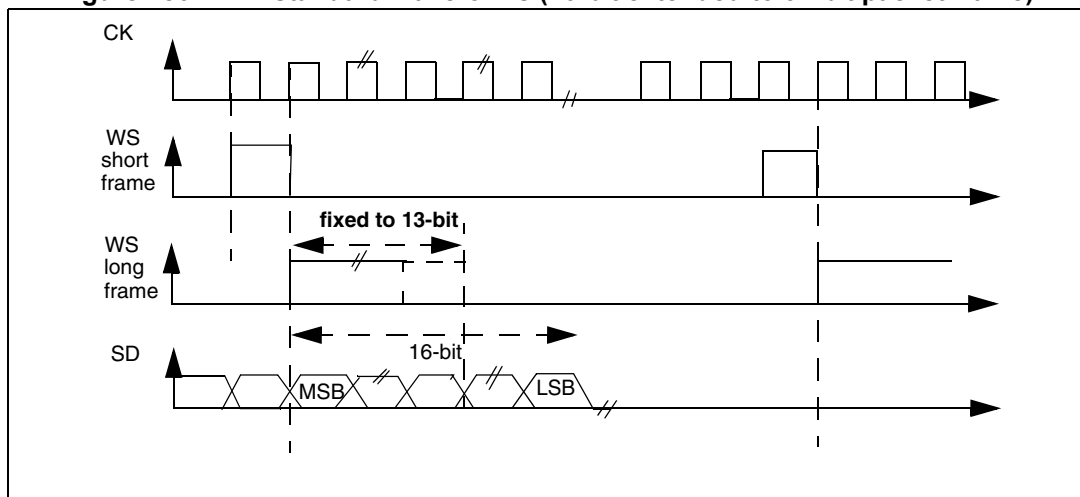 CK
WS
short
frame
fixed to 13-bit
WS
long
frame
16-bit
SD
MSB
LSB